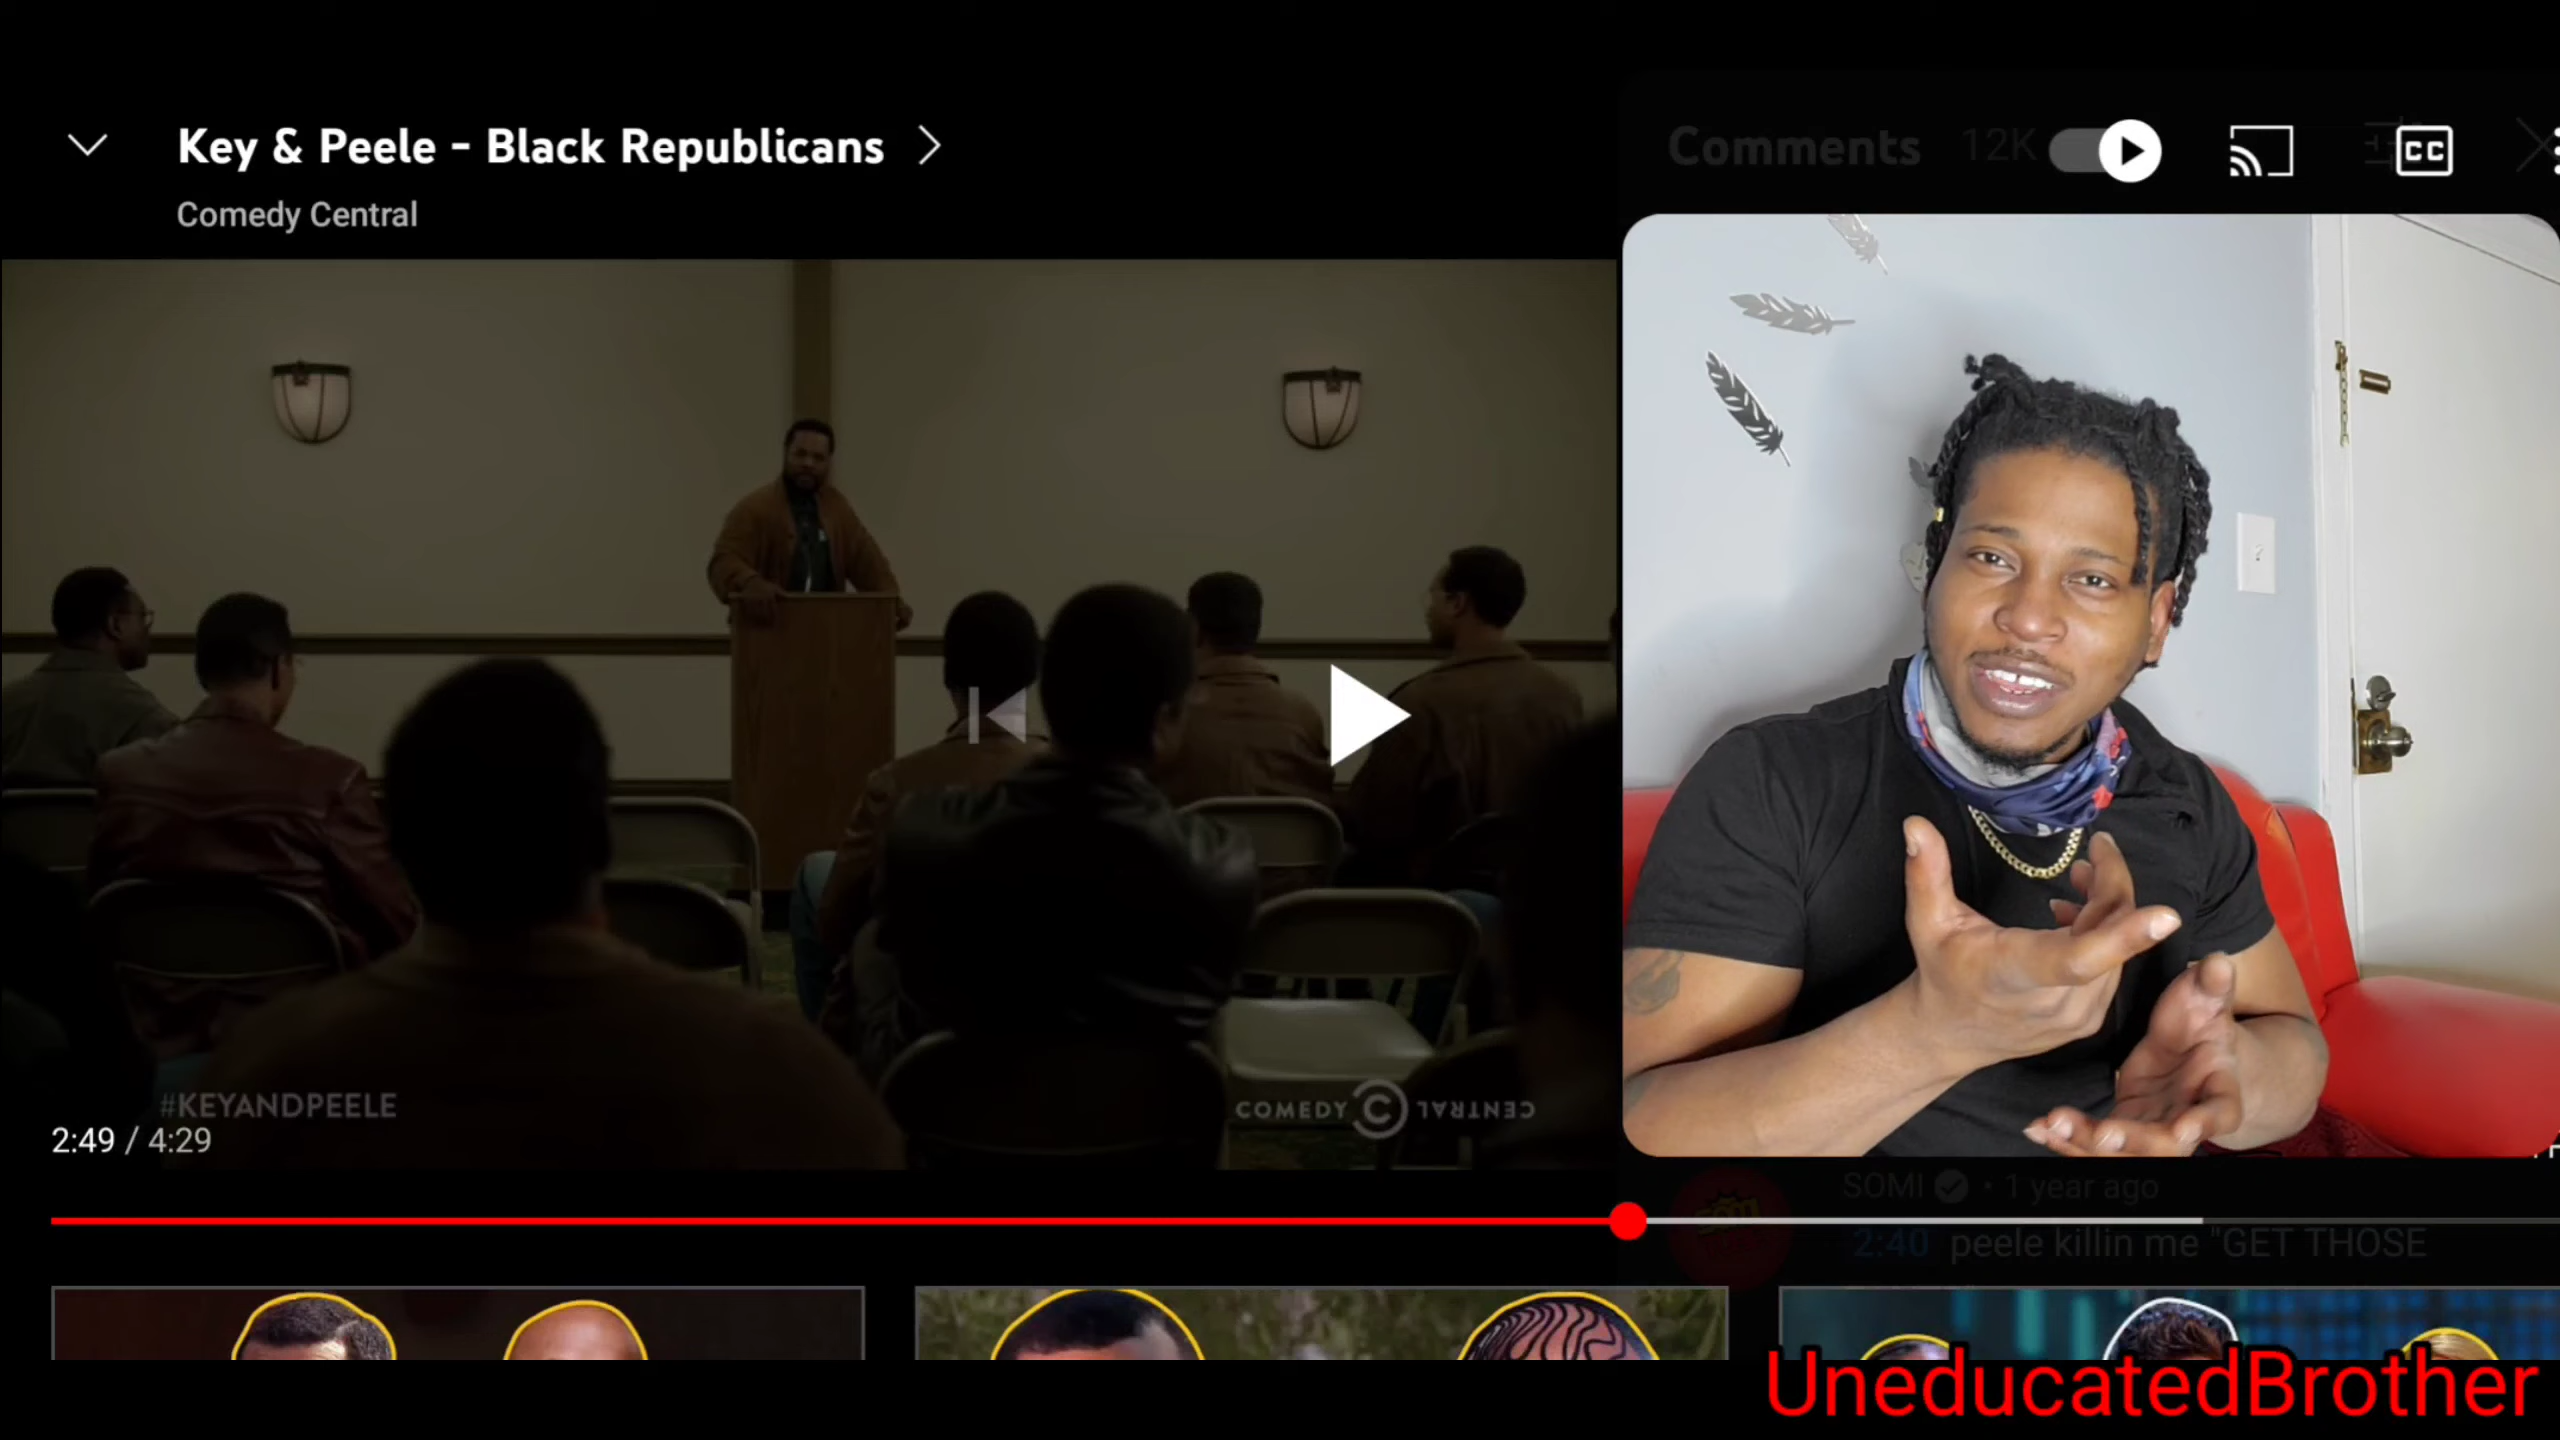 Key & Peele - Black Republicans
Comedy Central
Comments 12K
CC
#KEYANDPEELE
COMEDY CENTRAL
2:49 / 4:29
SOMI • 1 year ago
2:40 peele killin me "GET THOSE
UneducatedBrother